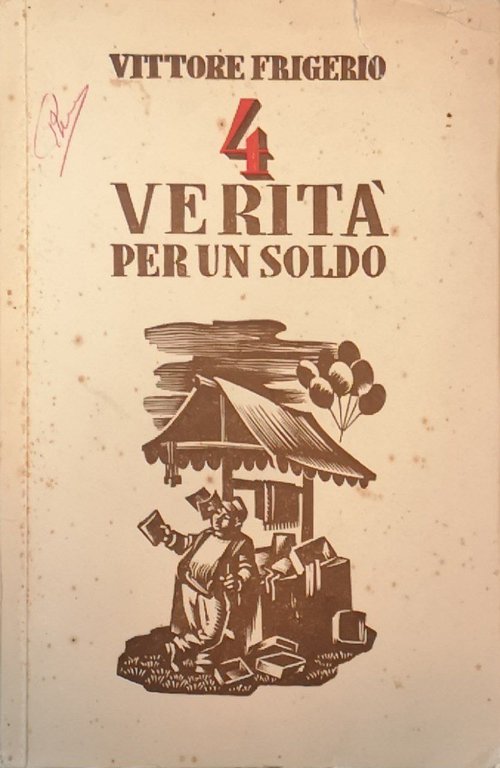 VITTORE FRIGERIO
4
VERITÀ
PER UN SOLDO